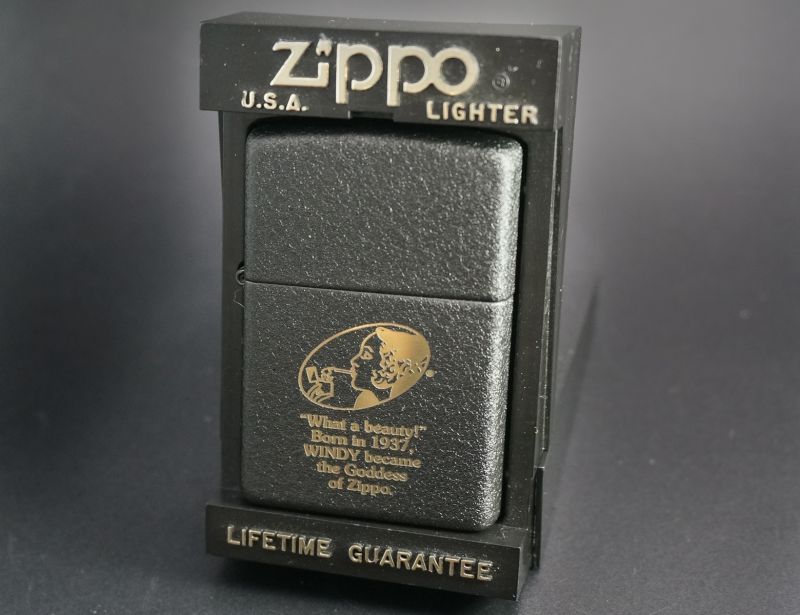 Zippo
U.S.A. LIGHTER
"What a beauty!"
Born in 1937,
WINDY became
the Goddess
of Zippo.
LIFETIME GUARANTEE